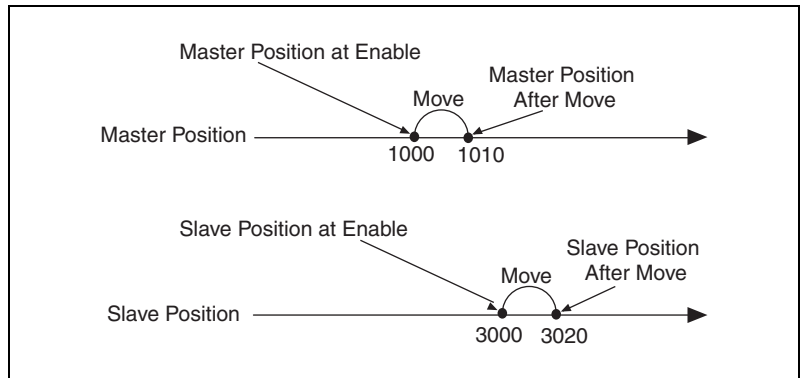 Master Position at Enable
Master Position
After Move
Move
Master Position
1000 1010
Slave Position at Enable
Slave Position
After Move
Move
Slave Position
3000 3020